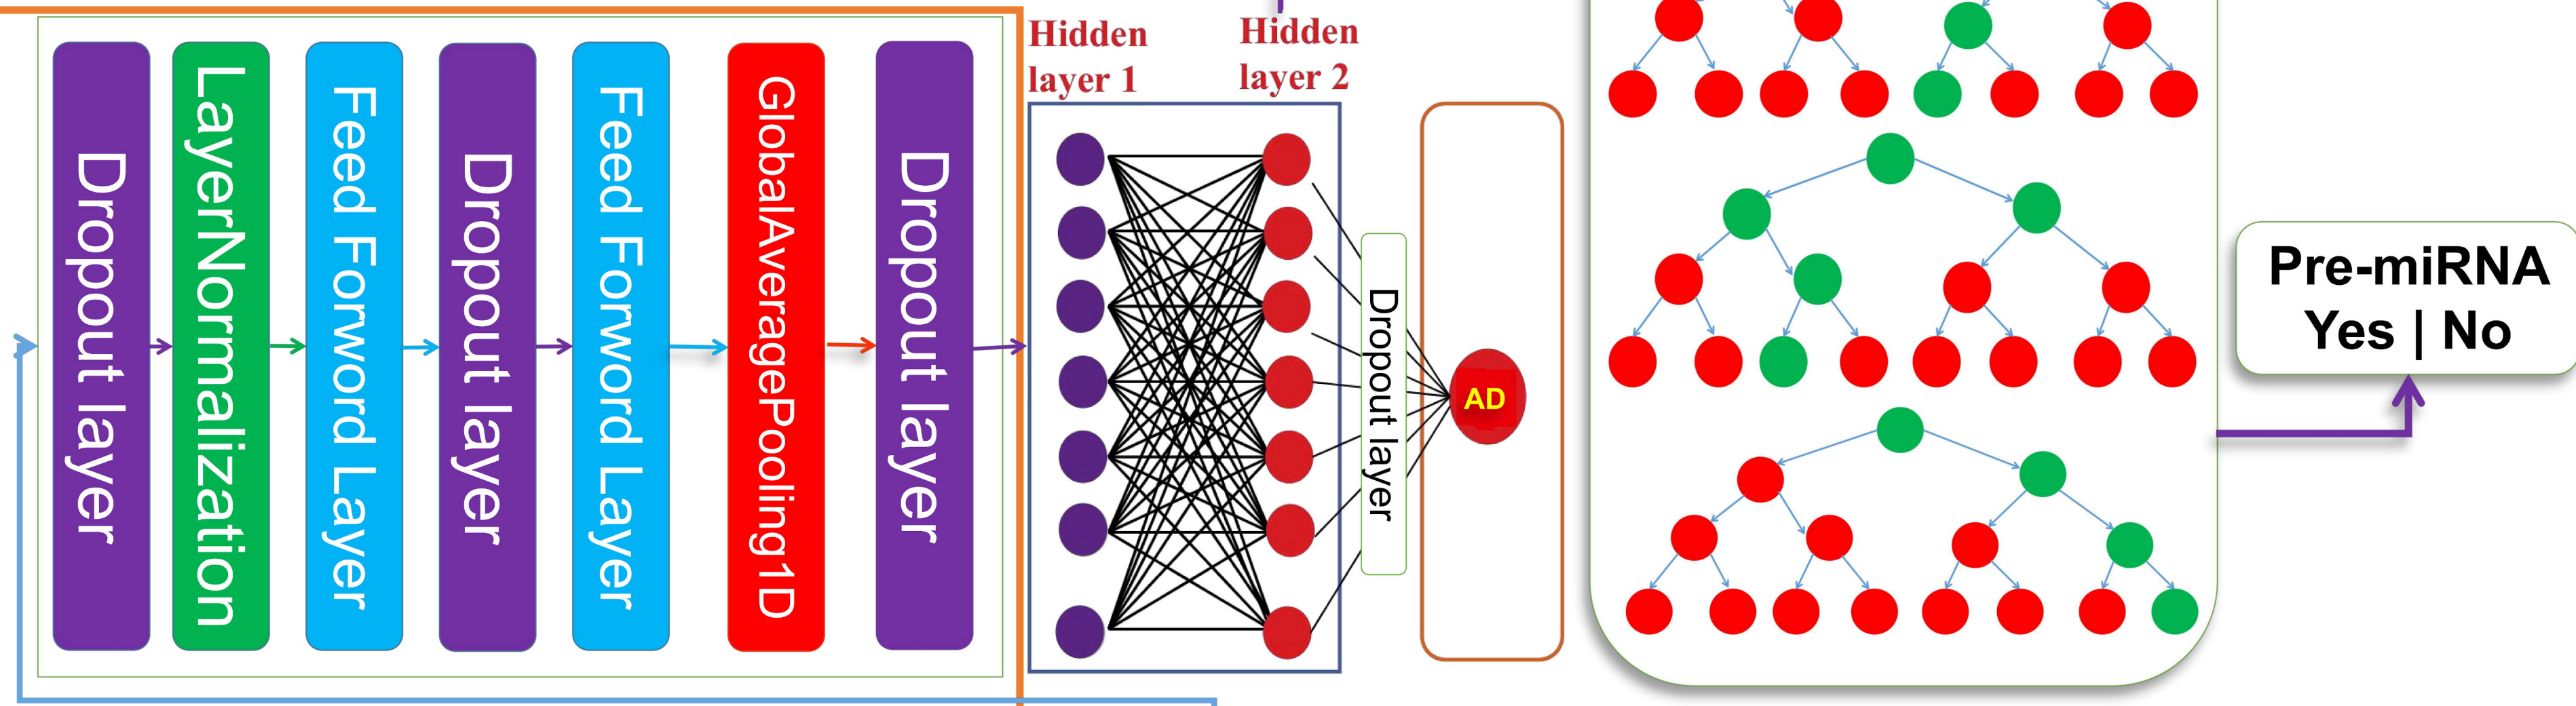 Dropout layer
LayerNormalization
Feed Forword Layer
Dropout layer
Feed Forword Layer
GlobalAveragePooling1D
Dropout layer
Hidden
layer 1
Hidden
layer 2
Dropout layer
AD
Pre-miRNA
Yes | No